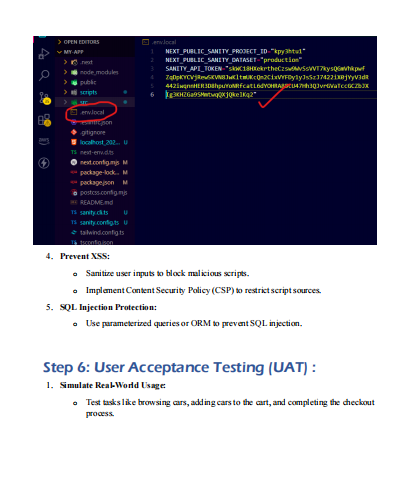 OPEN EDITORS
.env.local
MY-APP
.next
node_modules
public
scripts
src
.env.local
.eslintrc.json
.gitignore
localhost_202... U
next-env.d.ts
next.config.mjs M
package-lock... M
package.json M
postcss.config.mjs
README.md
sanity.cli.ts U
sanity.config.ts U
tailwind.config.ts
tsconfig.json
1 NEXT_PUBLIC_SANITY_PROJECT_ID="kpy3htui"
2 NEXT_PUBLIC_SANITY_DATASET="production"
3 SANITY_API_TOKEN=
4
5
6
4. Prevent XSS:
o Sanitize user inputs to block malicious scripts.
o Implement Content Security Policy (CSP) to restrict script sources.
5. SQL Injection Protection:
o Use parameterized queries or ORM to prevent SQL injection.
Step 6: User Acceptance Testing (UAT) :
1. Simulate Real-World Usage:
o Test tasks like browsing cars, adding cars to the cart, and completing the checkout
process.